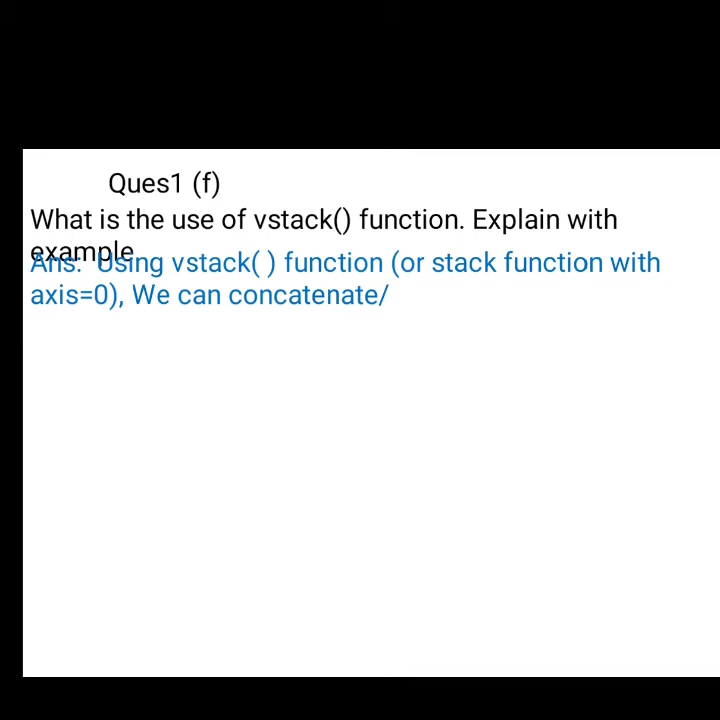 Ques1 (f)
What is the use of vstack() function. Explain with
example
Ans: Using vstack( ) function (or stack function with
axis=0), We can concatenate/